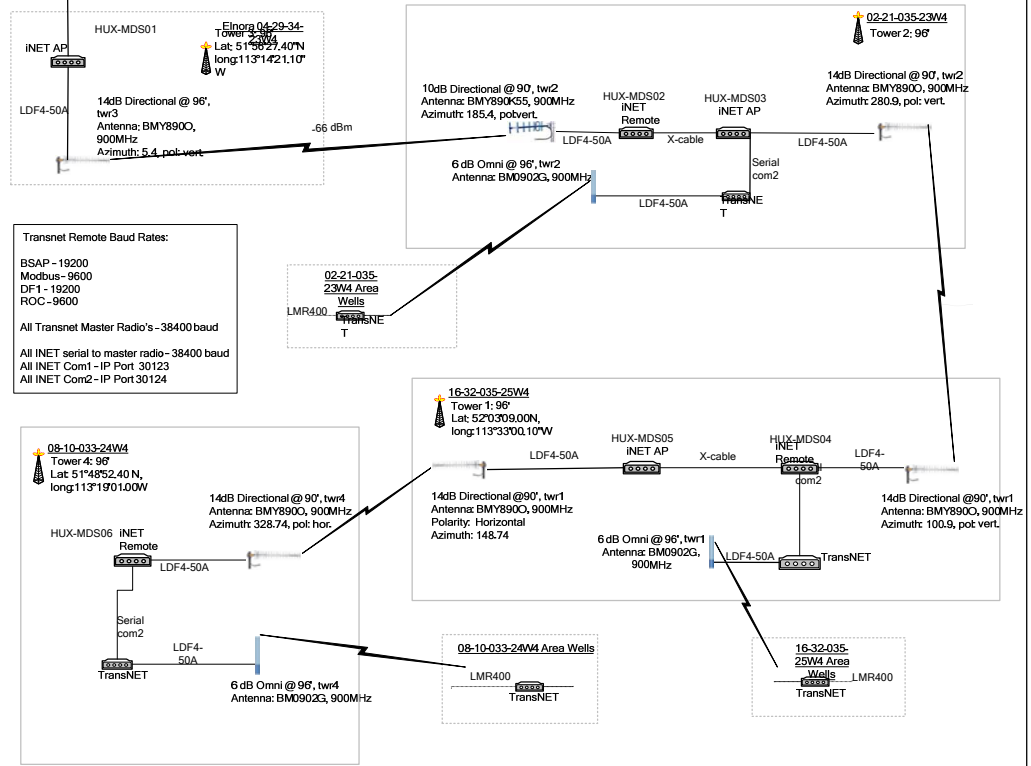 HUX-MDS01
iNET AP
Elnora 04-29-34-
23W4
Tower 3: 96'
Lat: 51°56'27.40"N
long:113°14'21.10"
W
LDF4-50A
14dB Directional @ 96',
twr3
Antenna: BMY890O,
900MHz
Azimuth: 5.4, pol: vert.
-66 dBm
02-21-035-23W4
Tower 2: 96'
10dB Directional @ 90', twr2
Antenna: BMY890K55, 900MHz
Azimuth: 185.4, pol:vert.
HUX-MDS02
iNET
Remote
HUX-MDS03
iNET AP
14dB Directional @ 90', twr2
Antenna: BMY890O, 900MHz
Azimuth: 280.9, pol: vert.
LDF4-50A
X-cable
LDF4-50A
6 dB Omni @ 96', twr2
Antenna: BM0902G, 900MHz
Serial
com2
LDF4-50A
TransNE
T
Transnet Remote Baud Rates:
BSAP - 19200
Modbus - 9600
DF1 - 19200
ROC - 9600
All Transnet Master Radio's - 38400 baud
All INET serial to master radio - 38400 baud
All INET Com1 - IP Port 30123
All INET Com2 - IP Port 30124
02-21-035-
23W4 Area
Wells
LMR400
TransNE
T
16-32-035-25W4
Tower 1: 96'
Lat: 52°03'09.00N,
long:113°33'00.10"W
LDF4-50A
HUX-MDS05
iNET AP
X-cable
HUX-MDS04
iNET
Remote
com2
LDF4-
50A
14dB Directional @90', twr1
Antenna: BMY890O, 900MHz
Polarity: Horizontal
Azimuth: 148.74
14dB Directional @ 90', twr1
Antenna: BMY890O, 900MHz
Azimuth: 100.9, pol: vert.
6 dB Omni @ 96', twr1
Antenna: BM0902G,
900MHz
LDF4-50A
TransNET
08-10-033-24W4
Tower 4: 96'
Lat: 51°48'52.40 N,
long:113°19'01.00W
14dB Directional @ 90', twr4
Antenna: BMY890O, 900MHz
Azimuth: 328.74, pol: hor.
HUX-MDS06
iNET
Remote
LDF4-50A
Serial
com2
LDF4-
50A
TransNET
6 dB Omni @ 96', twr4
Antenna: BM0902G, 900MHz
08-10-033-24W4 Area Wells
LMR400
TransNET
16-32-035-
25W4 Area
Wells
LMR400
TransNET